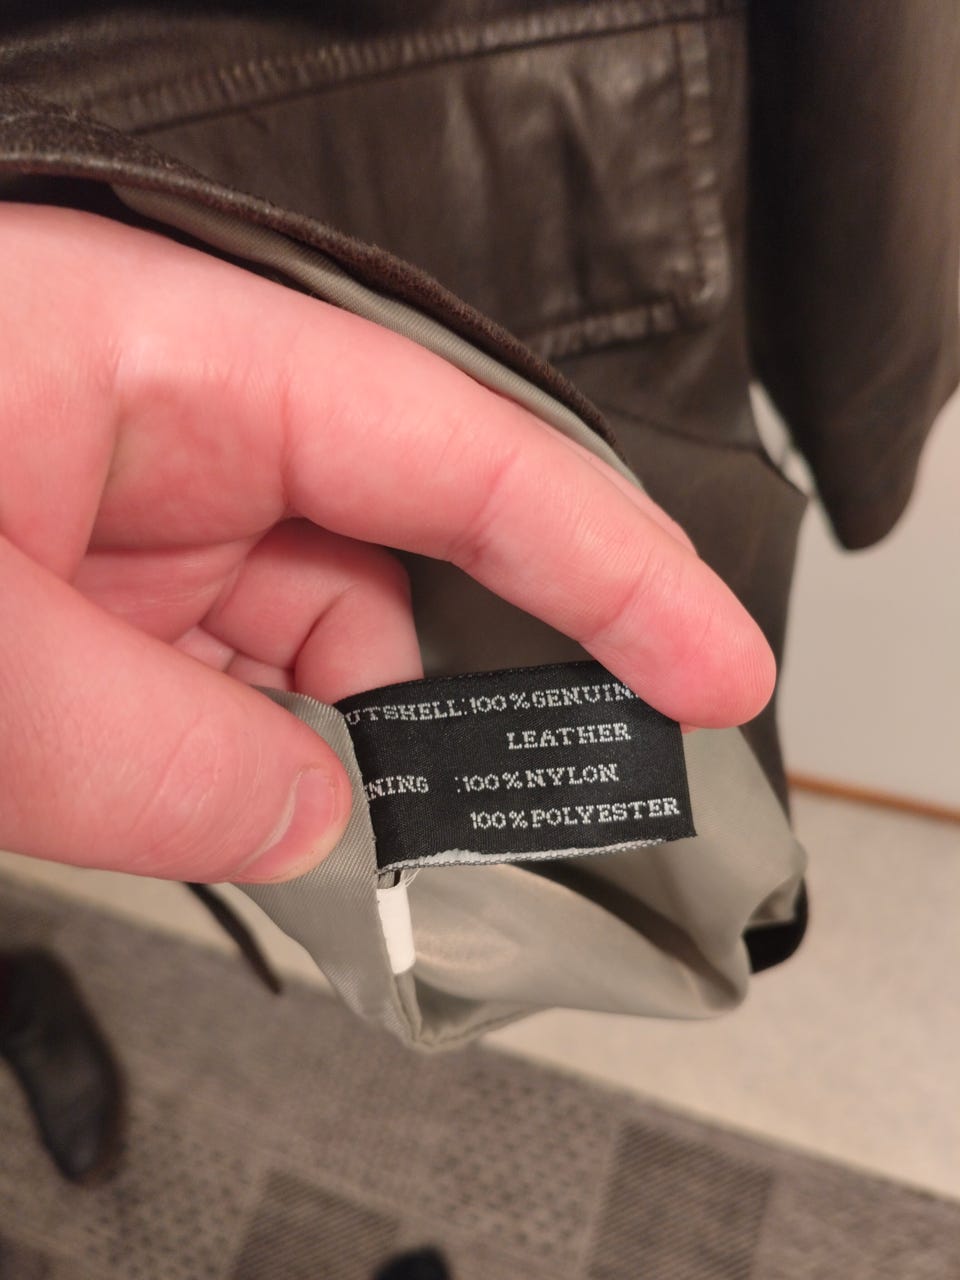 UTSHELL:100%GENUIN
LEATHER
NING :100%NYLON
100%POLYESTER